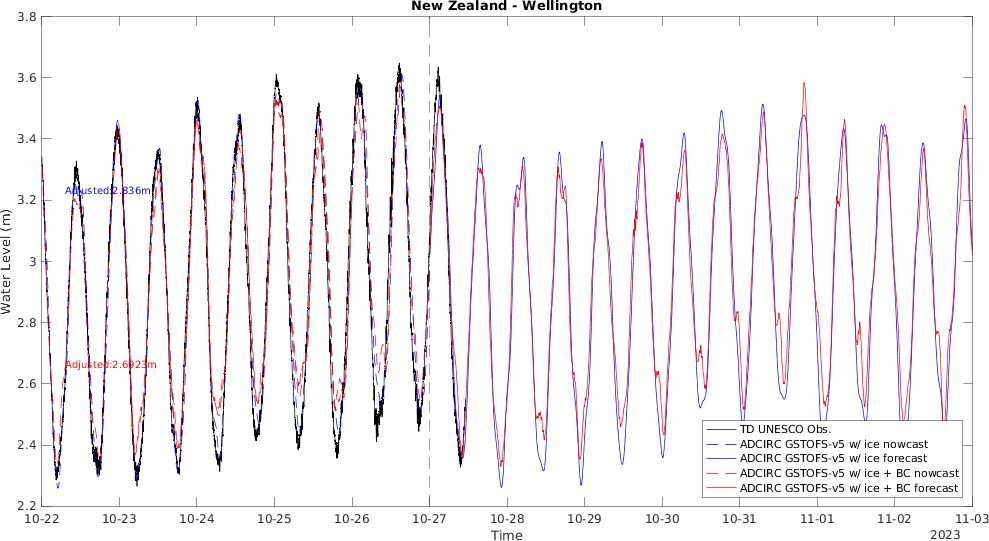 New Zealand - Wellington
3.8
3.6
3.4
3.2
3
2.8
2.6
2.4
2.2
Water Level (m)
Adjusted:2.836m
Adjusted:2.6923m
TD UNESCO Obs.
ADCIRC GSTOFS-v5 w/ ice nowcast
ADCIRC GSTOFS-v5 w/ ice forecast
ADCIRC GSTOFS-v5 w/ ice + BC nowcast
ADCIRC GSTOFS-v5 w/ ice + BC forecast
10-22 10-23 10-24 10-25 10-26 10-27 10-28 10-29 10-30 10-31 11-01 11-02 11-03
Time
2023